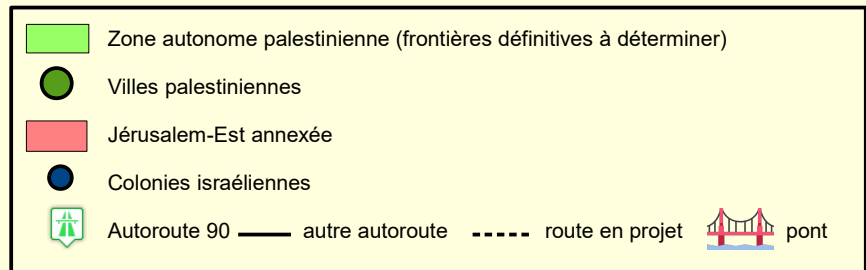 Zone autonome palestinienne (frontières définitives à déterminer)
Villes palestiniennes
Jérusalem-Est annexée
Colonies israéliennes
Autoroute 90 autre autoroute route en projet pont